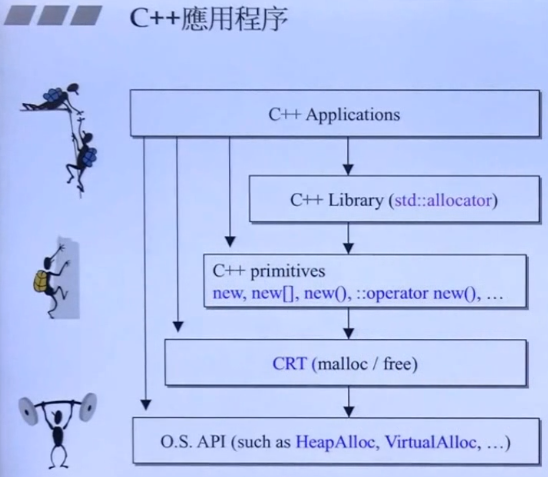 C++應用程序
C++ Applications
C++ Library (std::allocator)
C++ primitives
new, new[], new(), ::operator new(), …
CRT (malloc / free)
O.S. API (such as HeapAlloc, VirtualAlloc, …)